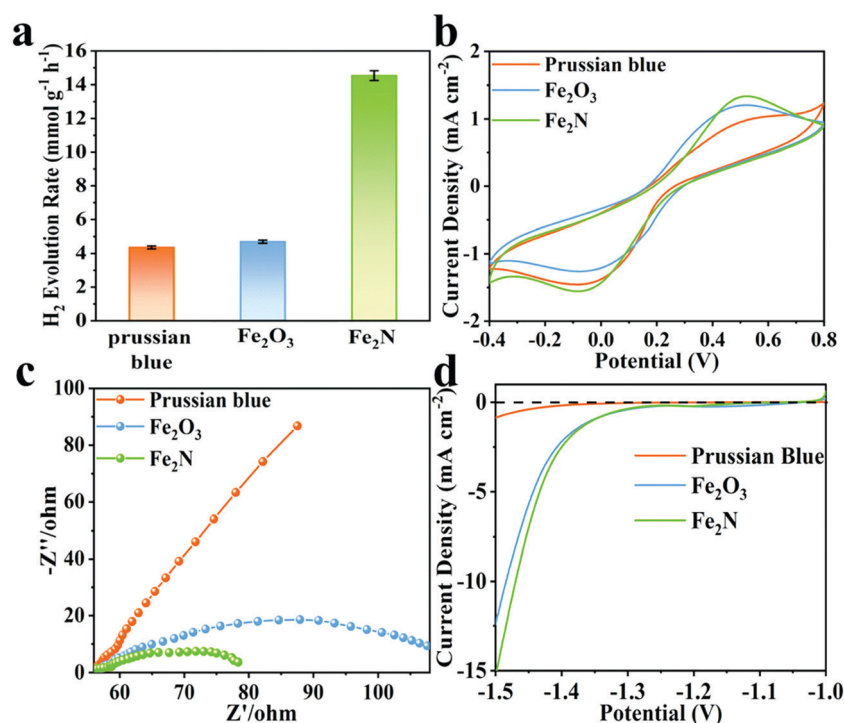 a
H₂ Evolution Rate (mmol g⁻¹ h⁻¹)
16
14
12
10
8
6
4
2
0
prussian
blue
Fe₂O₃
Fe₂N
b
Current Density (mA cm⁻²)
2
1
0
-1
-2
Prussian blue
Fe₂O₃
Fe₂N
-0.4 -0.2 0.0 0.2 0.4 0.6 0.8
Potential (V)
c
-Z''/ohm
100
80
60
40
20
0
Prussian blue
Fe₂O₃
Fe₂N
60 70 80 90 100
Z'/ohm
d
Current Density (mA cm⁻²)
0
-5
-10
-15
Prussian Blue
Fe₂O₃
Fe₂N
-1.5 -1.4 -1.3 -1.2 -1.1 -1.0
Potential (V)